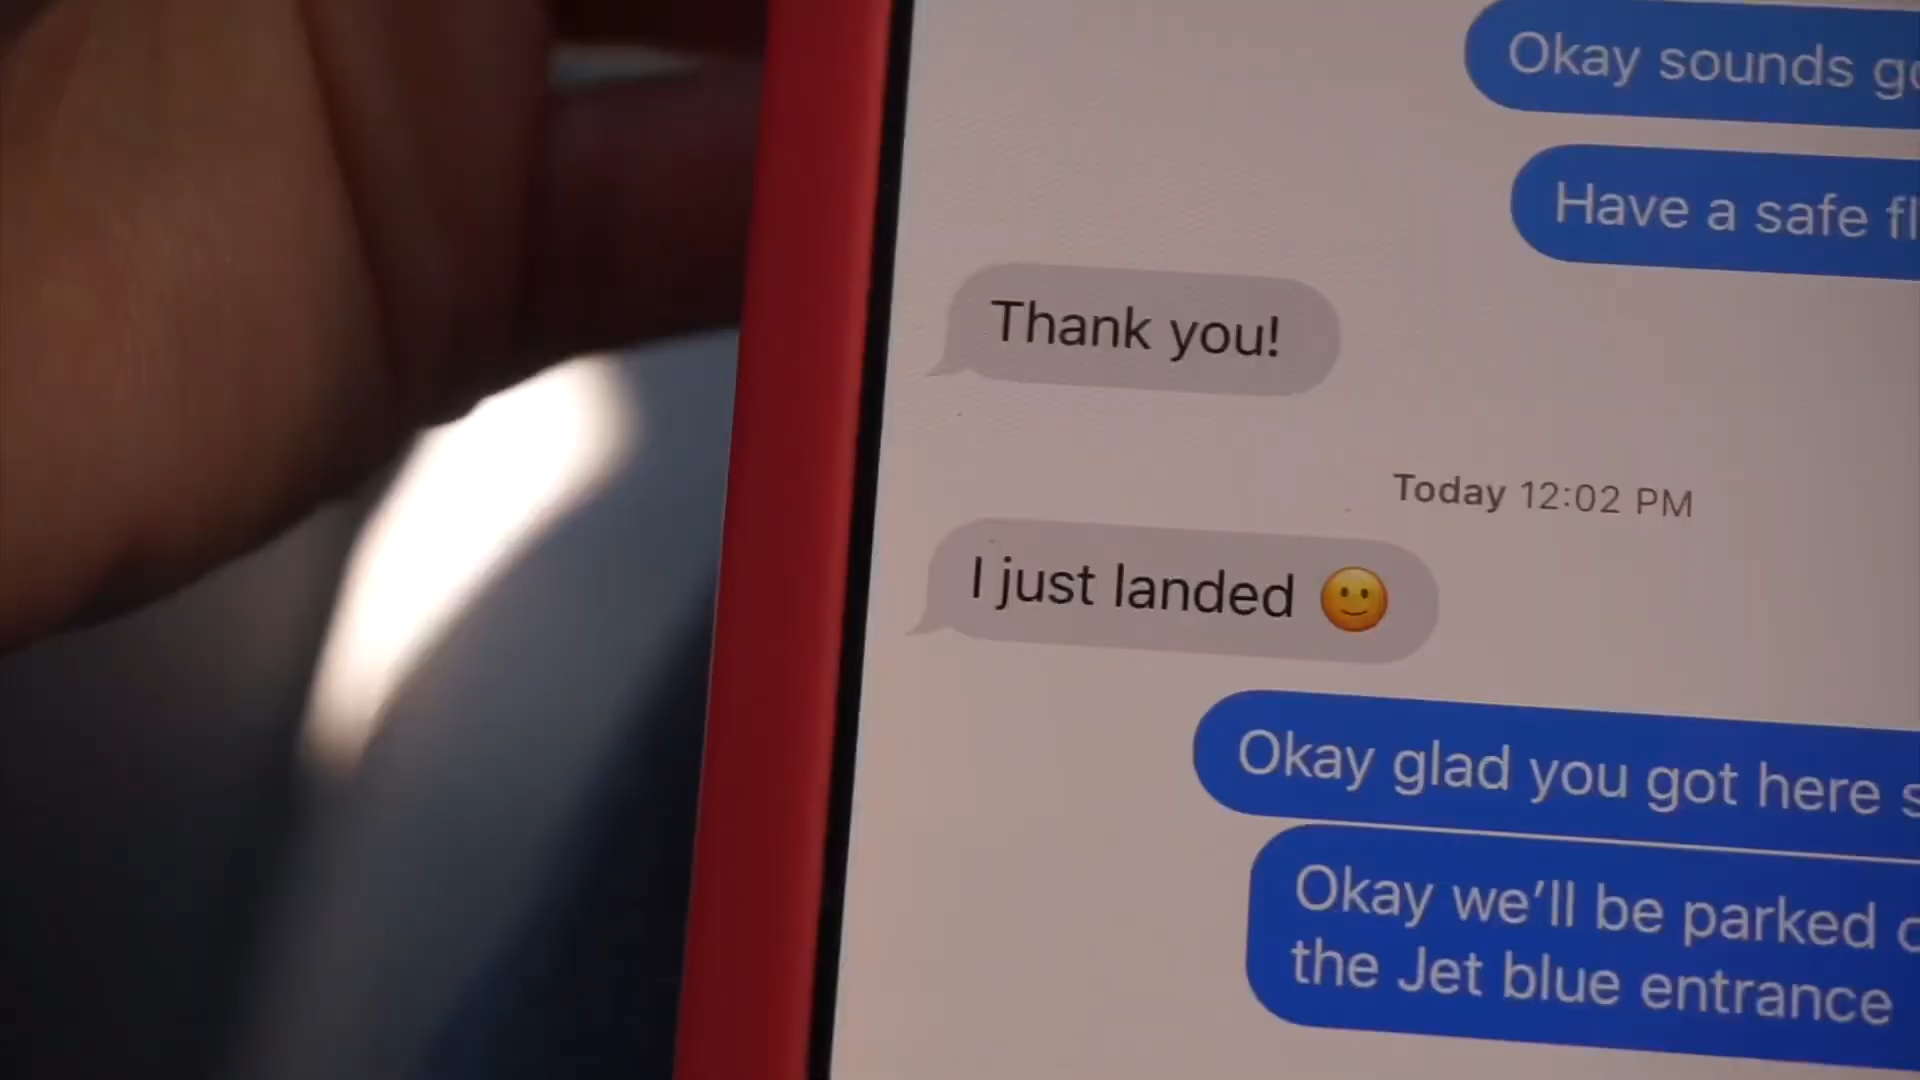 Okay sounds
Have a safe
Thank you!
Today 12:02 PM
I just landed 🙂
Okay glad you got here
Okay we’ll be parked
the Jet blue entrance